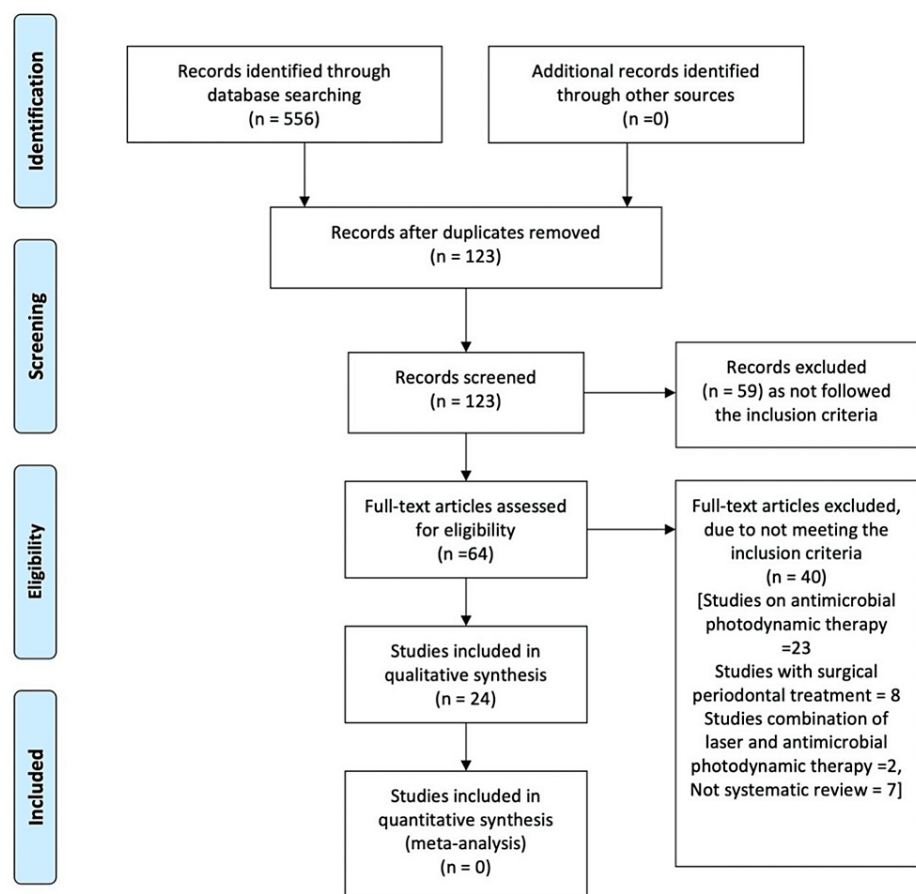 Identification
Records identified through
database searching
(n = 556)
Additional records identified
through other sources
(n =0)
Records after duplicates removed
(n = 123)
Screening
Records screened
(n = 123)
Records excluded
(n = 59) as not followed
the inclusion criteria
Eligibility
Full-text articles assessed
for eligibility
(n =64)
Full-text articles excluded,
due to not meeting the
inclusion criteria
(n = 40)
[Studies on antimicrobial
photodynamic therapy
=23
Studies with surgical
periodontal treatment = 8
Studies combination of
laser and antimicrobial
photodynamic therapy =2,
Not systematic review = 7]
Studies included in
qualitative synthesis
(n = 24)
Included
Studies included in
quantitative synthesis
(meta-analysis)
(n = 0)